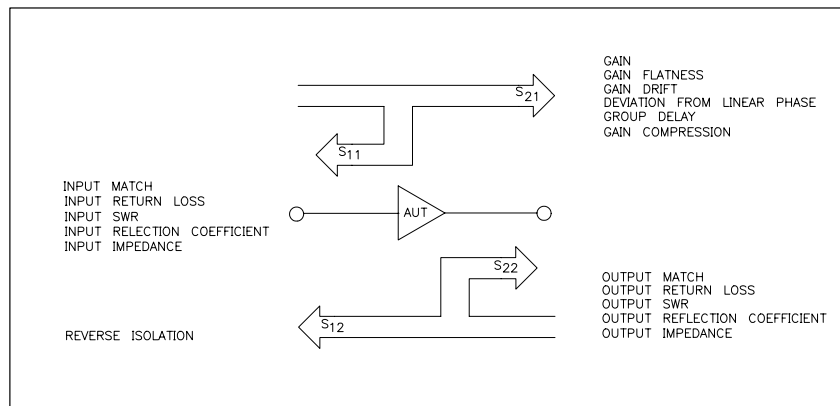 GAIN
GAIN FLATNESS
GAIN DRIFT
DEVIATION FROM LINEAR PHASE
GROUP DELAY
GAIN COMPRESSION
S21
S11
INPUT MATCH
INPUT RETURN LOSS
INPUT SWR
INPUT RELECTION COEFFICIENT
INPUT IMPEDANCE
AUT
S22
OUTPUT MATCH
OUTPUT RETURN LOSS
OUTPUT SWR
OUTPUT REFLECTION COEFFICIENT
OUTPUT IMPEDANCE
S12
REVERSE ISOLATION